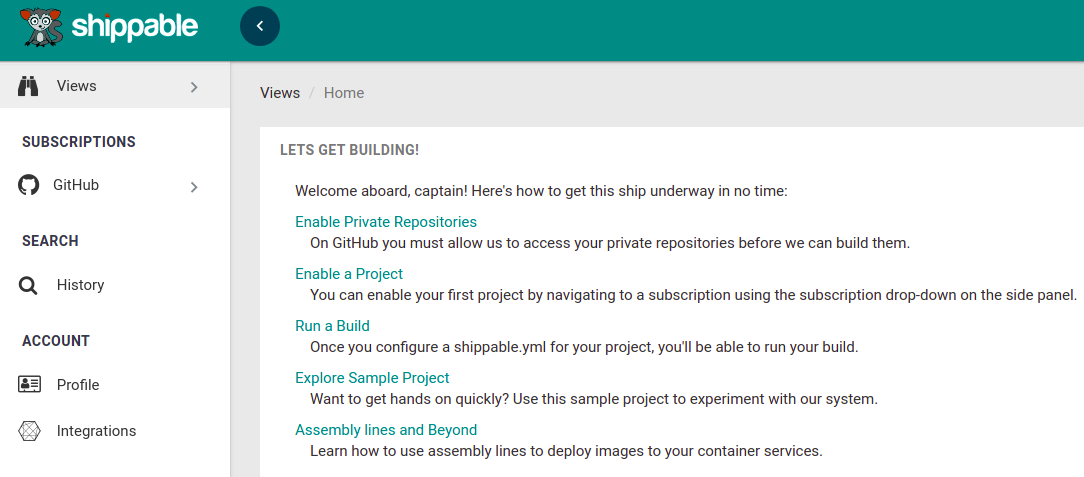 shippable
Views
SUBSCRIPTIONS
GitHub
SEARCH
History
ACCOUNT
Profile
Integrations
Views / Home
LETS GET BUILDING!
Welcome aboard, captain! Here's how to get this ship underway in no time:
Enable Private Repositories
On GitHub you must allow us to access your private repositories before we can build them.
Enable a Project
You can enable your first project by navigating to a subscription using the subscription drop-down on the side panel.
Run a Build
Once you configure a shippable.yml for your project, you'll be able to run your build.
Explore Sample Project
Want to get hands on quickly? Use this sample project to experiment with our system.
Assembly lines and Beyond
Learn how to use assembly lines to deploy images to your container services.